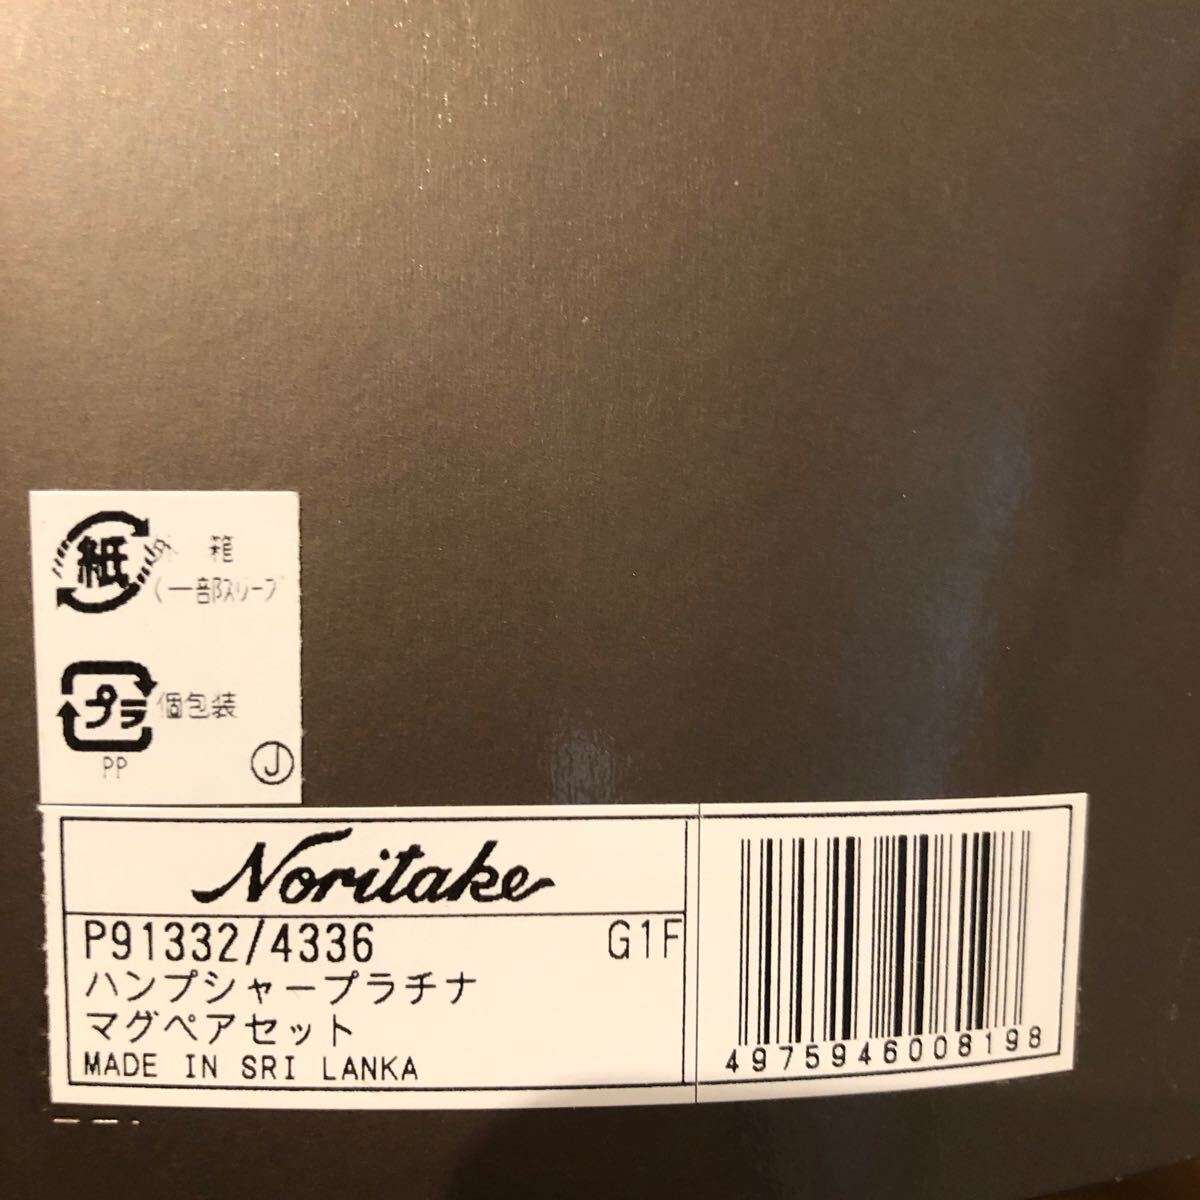 紙 外箱
(一部スリーブ
プラ 個包装
PP
J
Noritake
P91332/4336 G1F
ハンプシャープラチナ
マグペアセット
MADE IN SRI LANKA
4975946008198